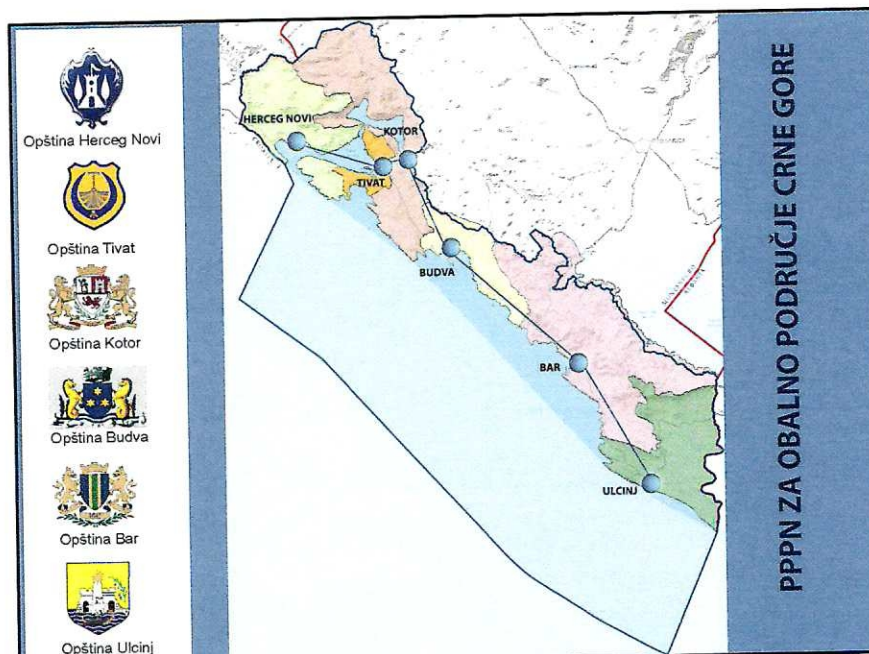 Opština Herceg Novi
Opština Tivat
Opština Kotor
Opština Budva
Opština Bar
Opština Ulcinj
HERCEG NOVI
KOTOR
TIVAT
BUDVA
BAR
ULCINJ
PPPN ZA OBALNO PODRUČJE CRNE GORE